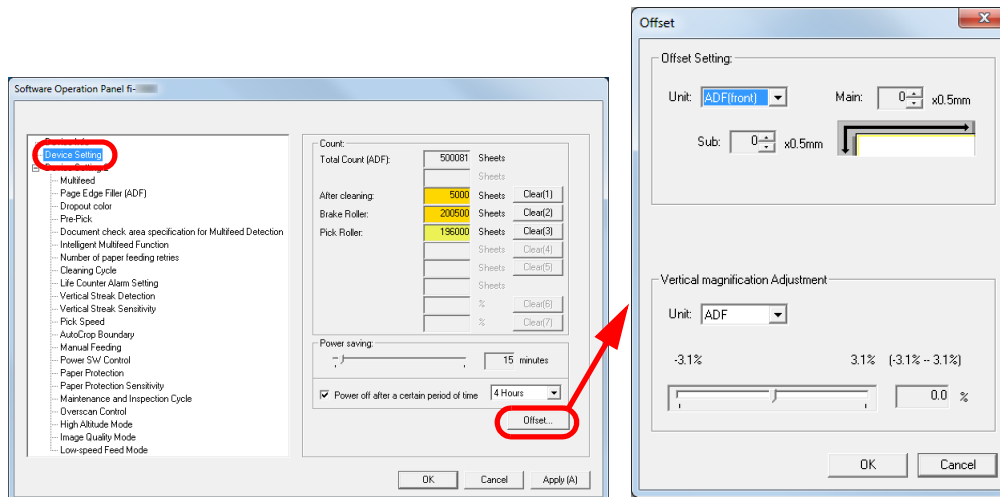 Software Operation Panel fi-
Device Info
Device Setting
Device Setting 2
Multifeed
Page Edge Filler (ADF)
Dropout color
Pre-Pick
Document check area specification for Multifeed Detection
Intelligent Multifeed Function
Number of paper feeding retries
Cleaning Cycle
Life Counter Alarm Setting
Vertical Streak Detection
Vertical Streak Sensitivity
Pick Speed
AutoCrop Boundary
Manual Feeding
Power SW Control
Paper Protection
Paper Protection Sensitivity
Maintenance and Inspection Cycle
Overscan Control
High Altitude Mode
Image Quality Mode
Low-speed Feed Mode
Count:
Total Count (ADF): 500081 Sheets
Sheets
After cleaning: 5000 Sheets Clear(1)
Brake Roller: 200500 Sheets Clear(2)
Pick Roller: 196000 Sheets Clear(3)
Sheets Clear(4)
Sheets Clear(5)
Sheets
% Clear(6)
% Clear(7)
Power saving:
15 minutes
Power off after a certain period of time 4 Hours
Offset...
OK Cancel Apply (A)
Offset
X
Offset Setting:
Unit: ADF(front) Main: 0 x0.5mm
Sub: 0 x0.5mm
Vertical magnification Adjustment
Unit: ADF
-3.1% 3.1% (-3.1% -- 3.1%)
0.0 %
OK Cancel